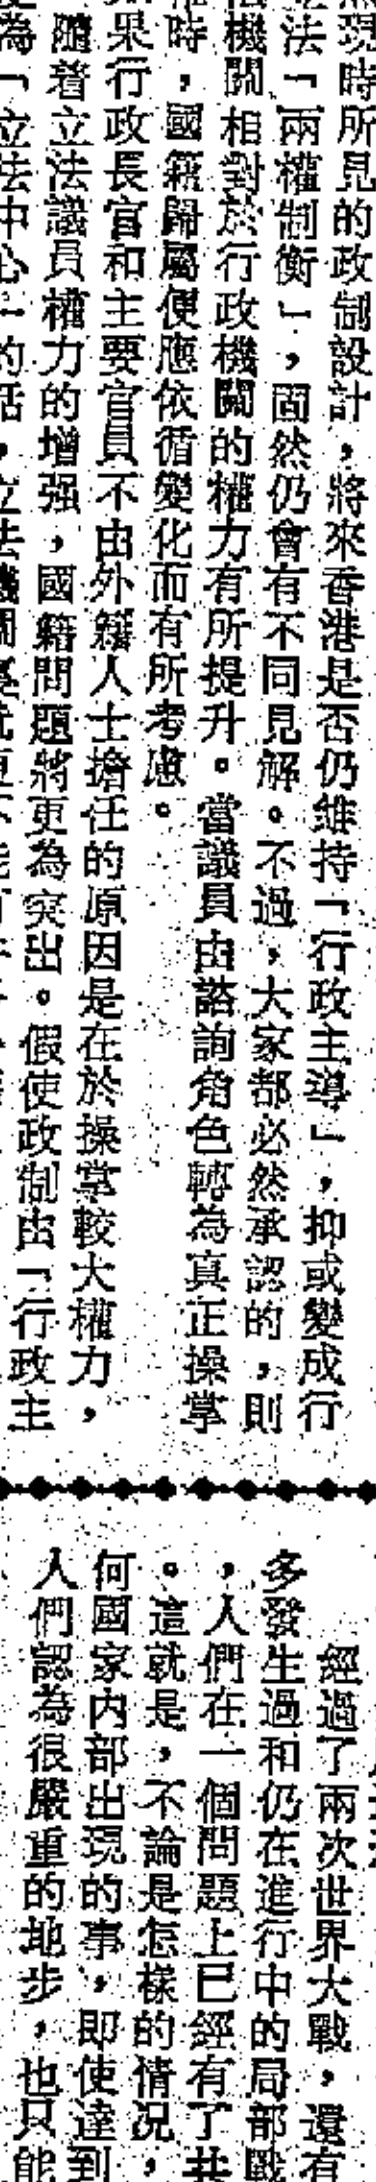 現時所見的政制設計，將來香港是否仍維持「行政主導」，抑或變成行
法「兩權制衡」，固然仍會有不同見解。不過，大家都必然承認的，則
機關相對於行政機關的權力有所提升。當議員由諮詢角色轉為真正操掌
時，國籍歸屬便應依循變化而有所考慮。
果行政長官和主要官員不由外籍人士擔任的原因是在於操掌較大權力，
隨着立法議員權力的增强，國籍問題將更為突出。假使政制由「行政主
為「立法中心」的話，立法機關
經過了兩次世界大戰，還有
多發生過和仍在進行中的局部戰
，人們在一個問題上已經有了共
。這就是，不論是怎樣的情况，
何國家內部出現的事，即使達到
人們認為很嚴重的地步，也只能